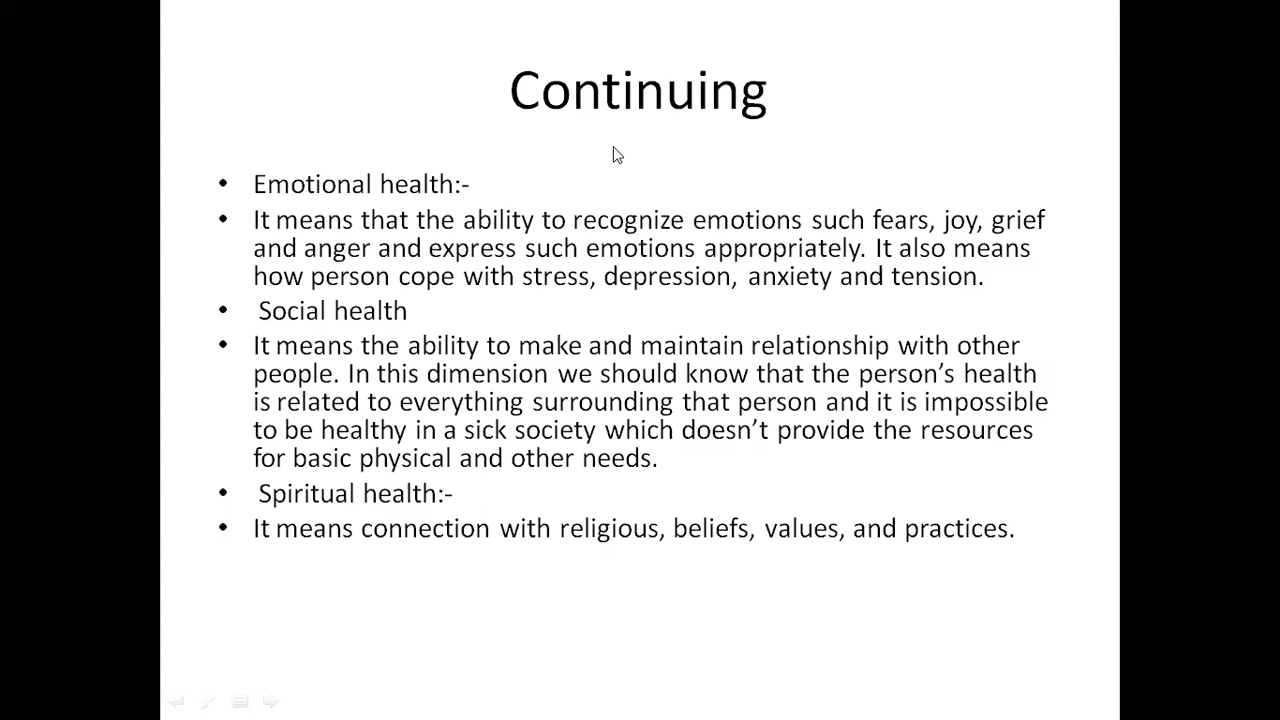 Continuing
• Emotional health:-
• It means that the ability to recognize emotions such fears, joy, grief
and anger and express such emotions appropriately. It also means
how person cope with stress, depression, anxiety and tension.
• Social health
• It means the ability to make and maintain relationship with other
people. In this dimension we should know that the person’s health
is related to everything surrounding that person and it is impossible
to be healthy in a sick society which doesn’t provide the resources
for basic physical and other needs.
• Spiritual health:-
• It means connection with religious, beliefs, values, and practices.